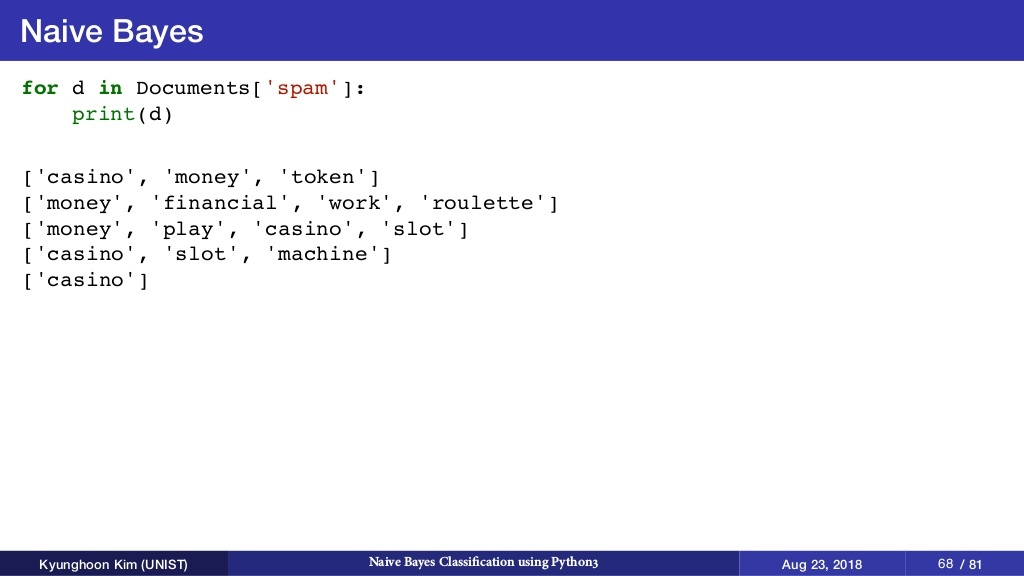 Naive Bayes
for d in Documents['spam']:
    print(d)
['casino', 'money', 'token']
['money', 'financial', 'work', 'roulette']
['money', 'play', 'casino', 'slot']
['casino', 'slot', 'machine']
['casino']
Kyunghoon Kim (UNIST) Naive Bayes Classification using Python3 Aug 23, 2018 68 / 81